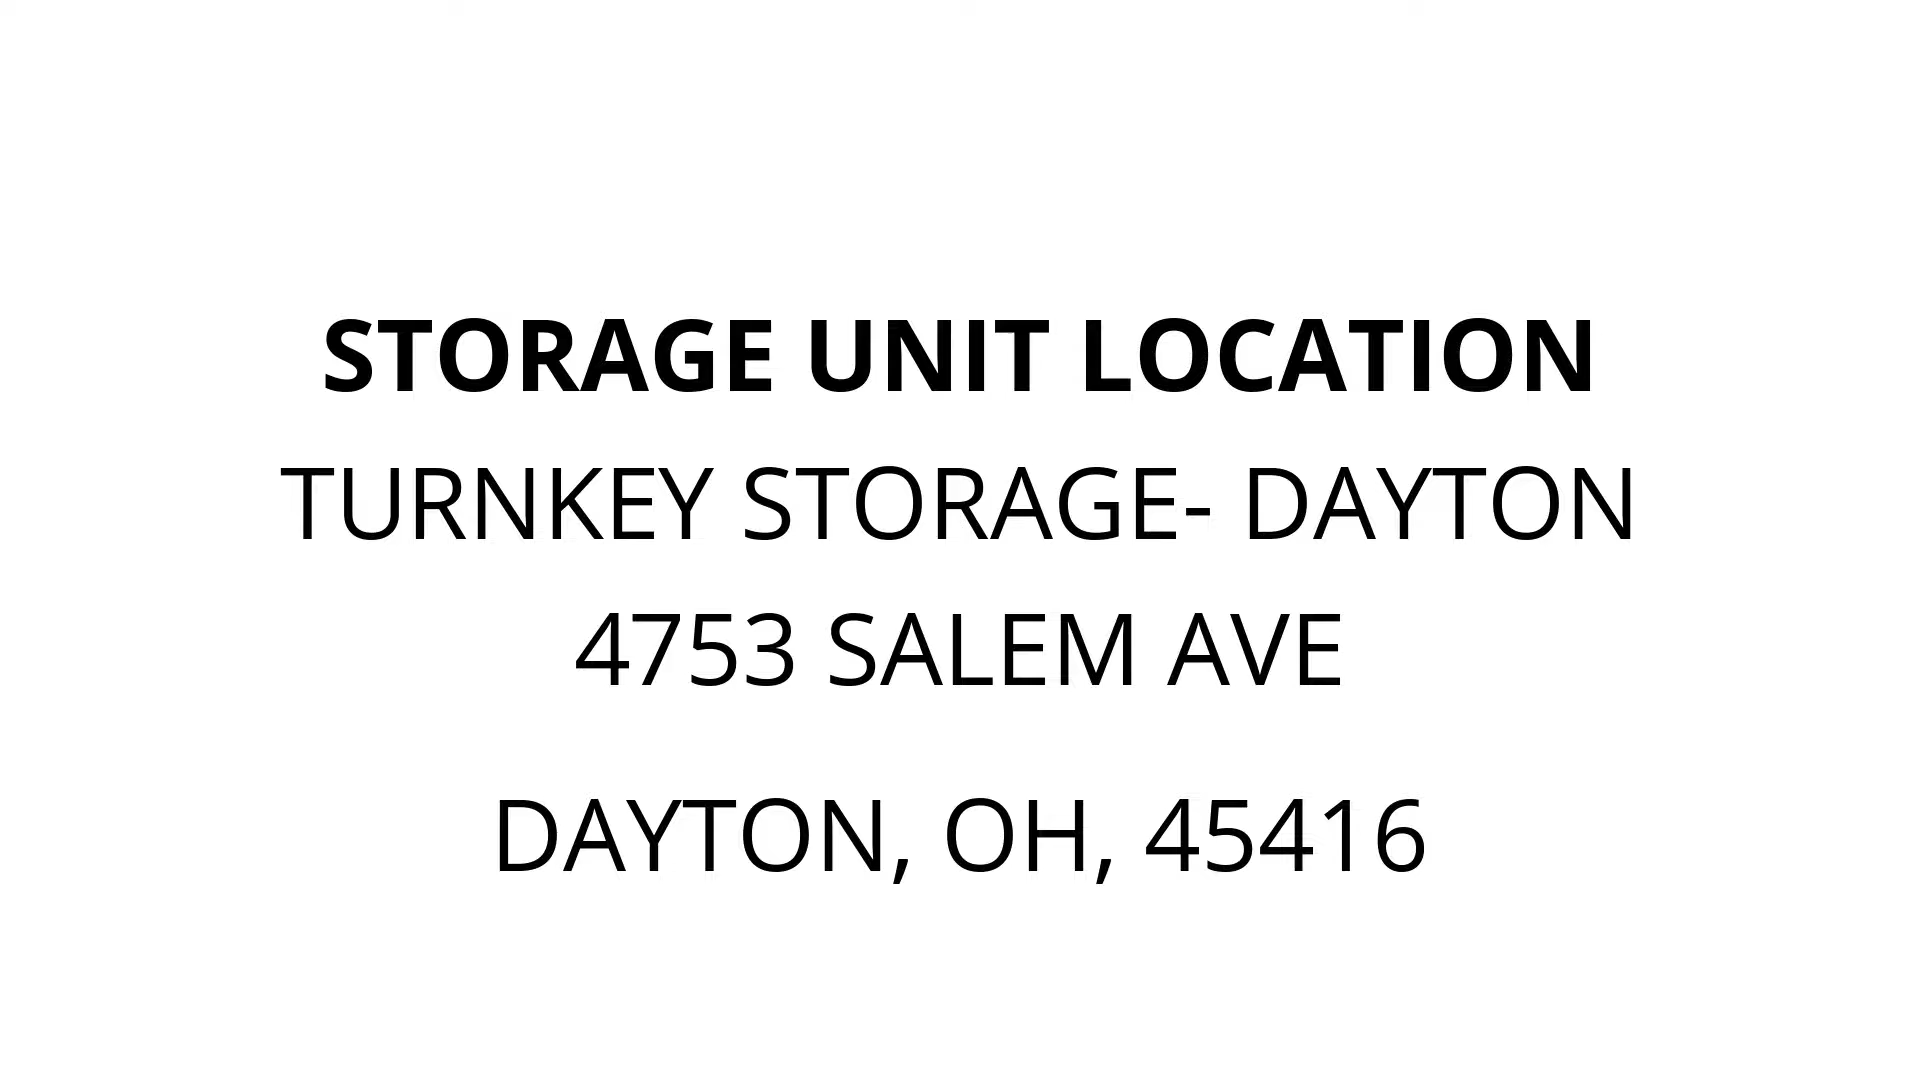 STORAGE UNIT LOCATION
TURNKEY STORAGE- DAYTON
4753 SALEM AVE
DAYTON, OH, 45416